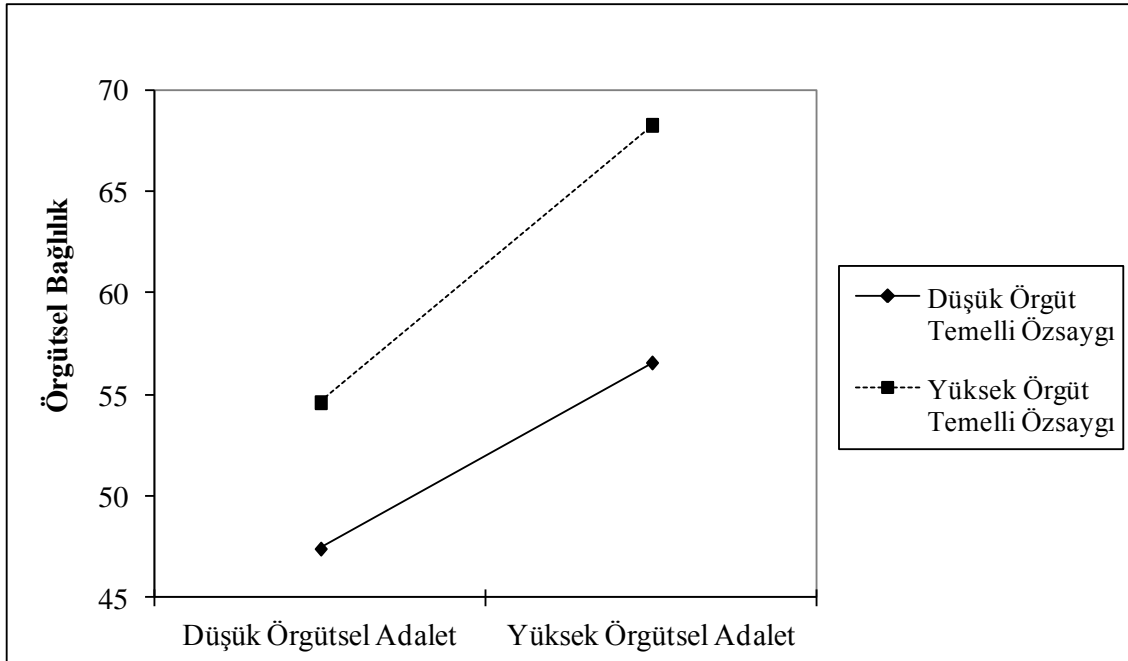 70
65
60
55
50
45
Örgütsel Bağlılık
Düşük Örgütsel Adalet
Yüksek Örgütsel Adalet
Düşük Örgüt
Temelli Özsaygı
Yüksek Örgüt
Temelli Özsaygı